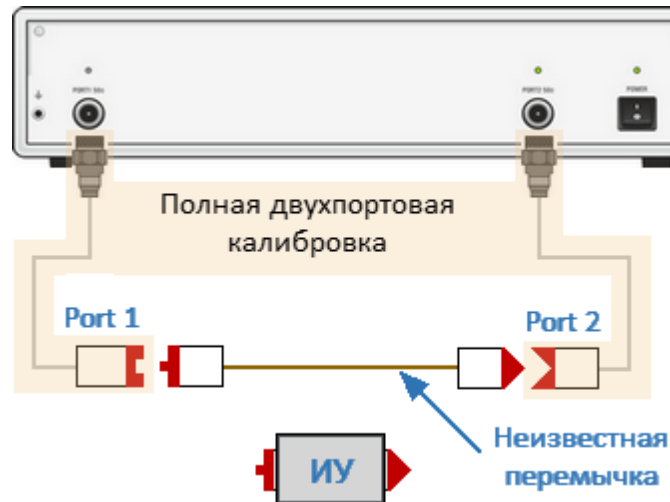 PORT1 50Ω
PORT2 50Ω
POWER
Полная двухпортовая
калибровка
Port 1
Port 2
Неизвестная
перемычка
ИУ